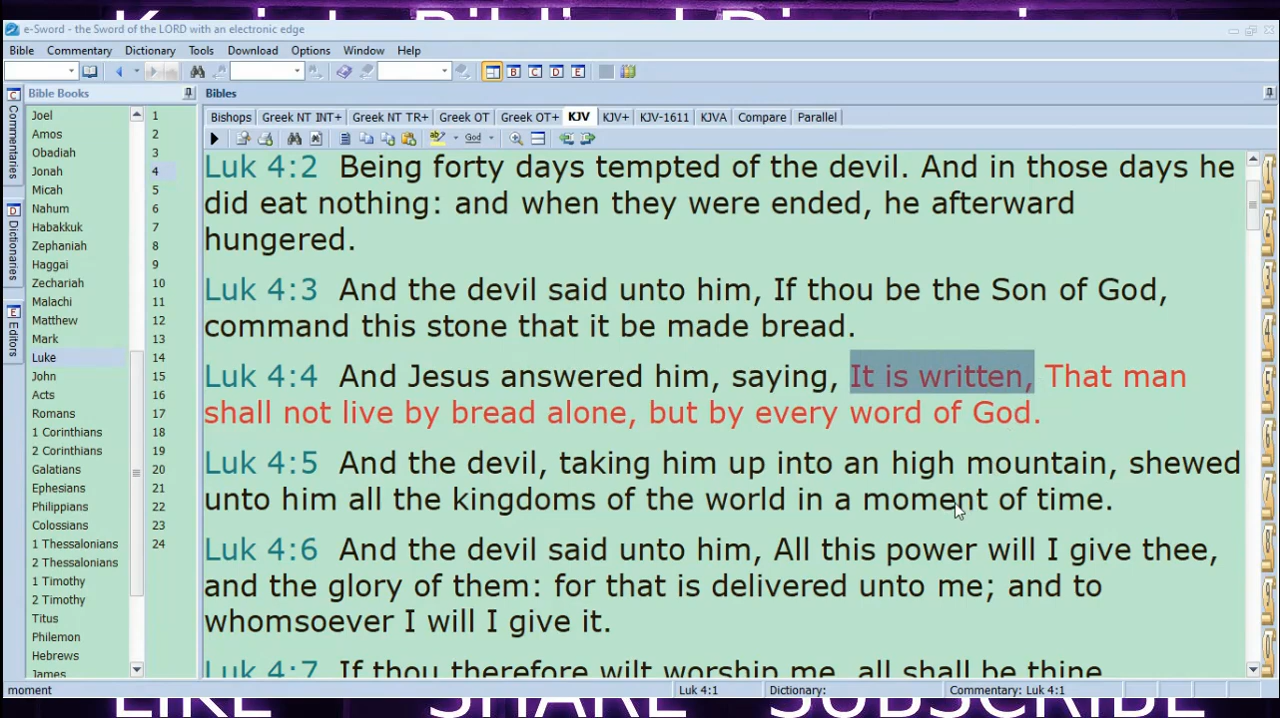 e-Sword - the Sword of the LORD with an electronic edge
Bible Commentary Dictionary Tools Download Options Window Help
B C D E
Bible Books
Bibles
Bishops Greek NT INT+ Greek NT TR+ Greek OT Greek OT+ KJV KJV+ KJV-1611 KJVA Compare Parallel
God
Commentaries
Dictionaries
Editors
Joel 1
Amos 2
Obadiah 3
Jonah 4
Micah 5
Nahum 6
Habakkuk 7
Zephaniah 8
Haggai 9
Zechariah 10
Malachi 11
Matthew 12
Mark 13
Luke 14
John 15
Acts 16
Romans 17
1 Corinthians 18
2 Corinthians 19
Galatians 20
Ephesians 21
Philippians 22
Colossians 23
1 Thessalonians 24
2 Thessalonians
1 Timothy
2 Timothy
Titus
Philemon
Hebrews
James
Luk 4:2 Being forty days tempted of the devil. And in those days he
did eat nothing: and when they were ended, he afterward
hungered.
Luk 4:3 And the devil said unto him, If thou be the Son of God,
command this stone that it be made bread.
Luk 4:4 And Jesus answered him, saying, It is written, That man
shall not live by bread alone, but by every word of God.
Luk 4:5 And the devil, taking him up into an high mountain, shewed
unto him all the kingdoms of the world in a moment of time.
Luk 4:6 And the devil said unto him, All this power will I give thee,
and the glory of them: for that is delivered unto me; and to
whomsoever I will I give it.
Luk 4:7 If thou therefore wilt worship me, all shall be thine.
moment Luk 4:1 Dictionary: Commentary: Luk 4:1
LIKE SHARE SUBSCRIBE